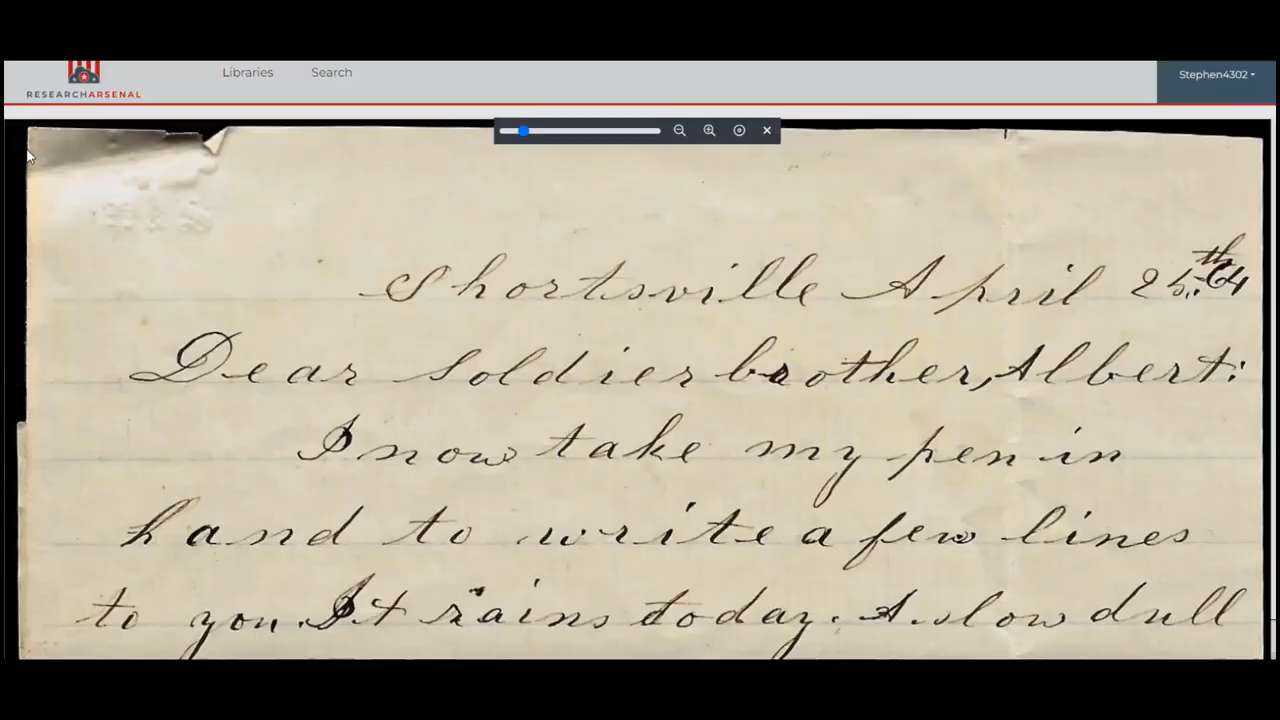 Libraries Search
Stephen4302
RESEARCHARSENAL
Shortsville April 25th. 64
Dear Soldier brother, Albert:
I now take my pen in
hand to write a few lines
to you. It rains today. A slow dull